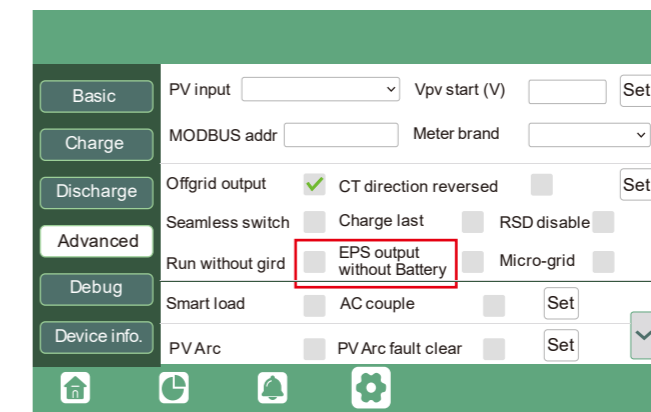 Basic
Charge
Discharge
Advanced
Debug
Device info.
PV input Vpv start (V) Set
MODBUS addr Meter brand
Offgrid output CT direction reversed Set
Seamless switch Charge last RSD disable
Run without gird EPS output without Battery Micro-grid
Smart load AC couple Set
PV Arc PV Arc fault clear Set